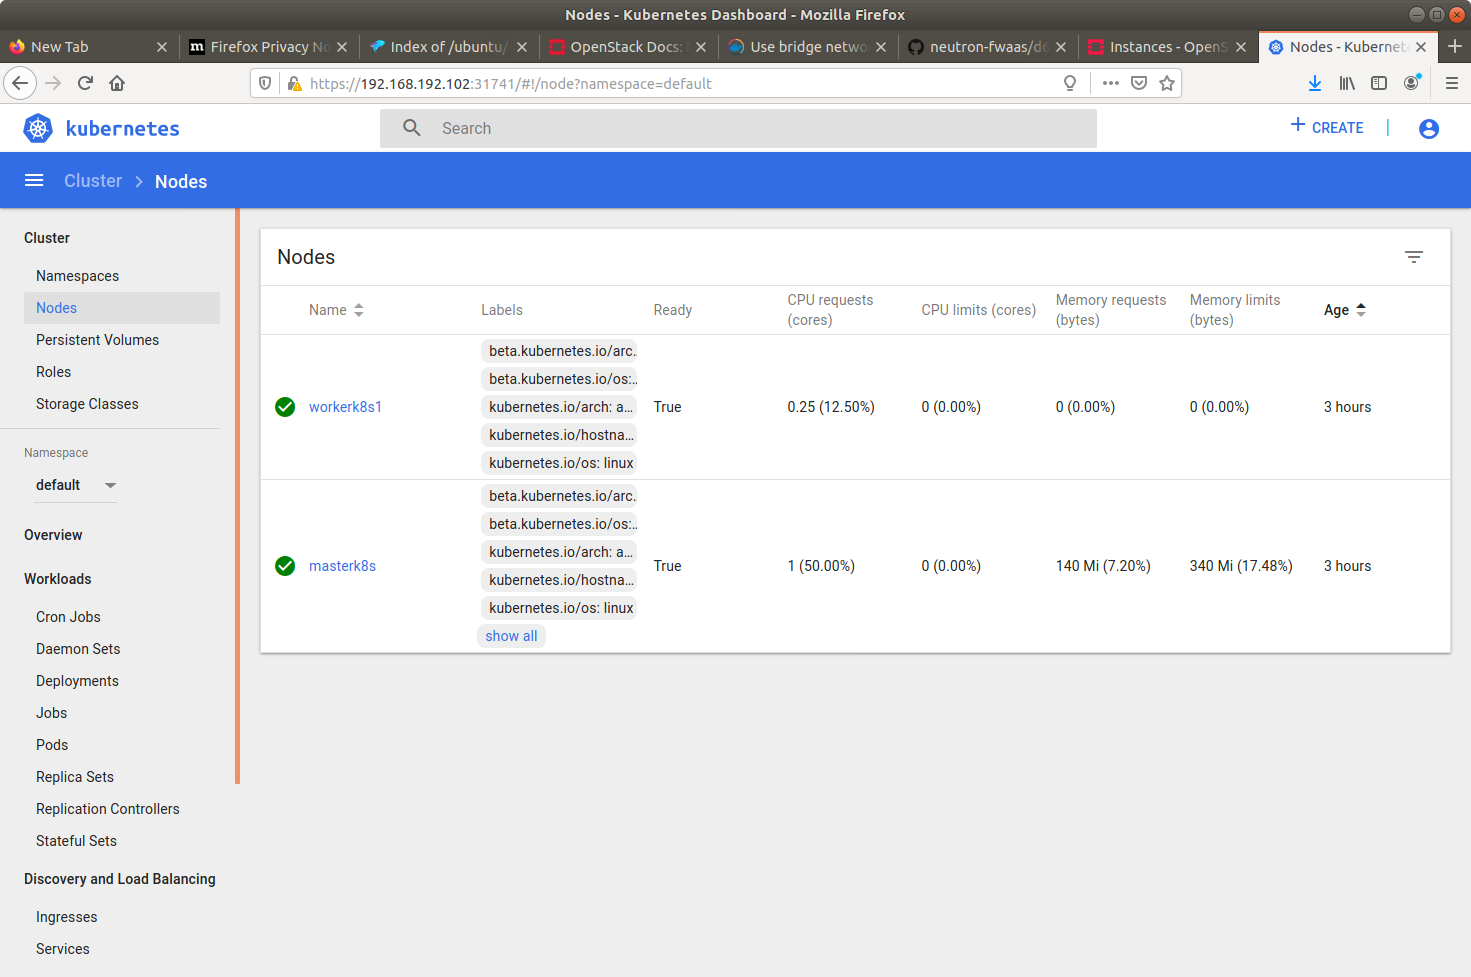 Nodes - Kubernetes Dashboard - Mozilla Firefox
New Tab
Firefox Privacy No
Index of /ubuntu/
OpenStack Docs:
Use bridge netwo
neutron-fwaas/d
Instances - OpenS
Nodes - Kubernet
https://192.168.192.102:31741/#!/node?namespace=default
kubernetes
Search
+ CREATE
Cluster > Nodes
Cluster
Namespaces
Nodes
Persistent Volumes
Roles
Storage Classes
Namespace
default
Overview
Workloads
Cron Jobs
Daemon Sets
Deployments
Jobs
Pods
Replica Sets
Replication Controllers
Stateful Sets
Discovery and Load Balancing
Ingresses
Services
Nodes
Name Labels Ready CPU requests (cores) CPU limits (cores) Memory requests (bytes) Memory limits (bytes) Age
beta.kubernetes.io/arc.
beta.kubernetes.io/os:..
workerk8s1 kubernetes.io/arch: a... True 0.25 (12.50%) 0 (0.00%) 0 (0.00%) 0 (0.00%) 3 hours
kubernetes.io/hostna...
kubernetes.io/os: linux
beta.kubernetes.io/arc.
beta.kubernetes.io/os:..
kubernetes.io/arch: a...
masterk8s True 1 (50.00%) 0 (0.00%) 140 Mi (7.20%) 340 Mi (17.48%) 3 hours
kubernetes.io/hostna...
kubernetes.io/os: linux
show all